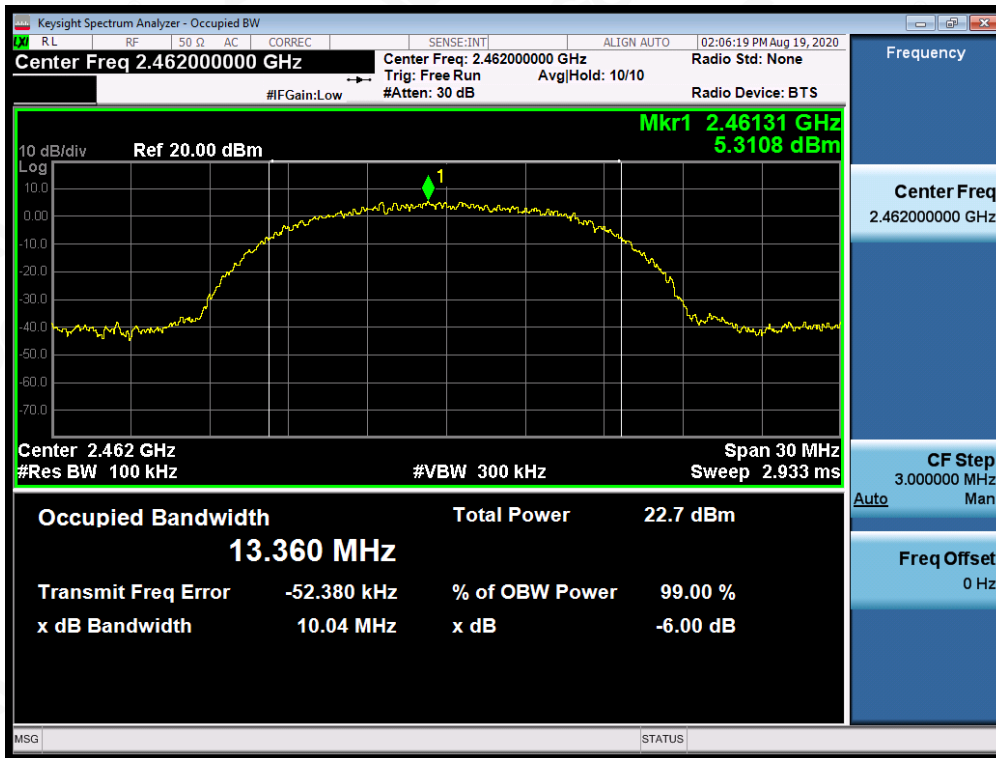 Keysight Spectrum Analyzer - Occupied BW
LXI RL RF 50 Ω AC CORREC SENSE:INT ALIGN AUTO 02:06:19 PM Aug 19, 2020
Center Freq 2.462000000 GHz
Center Freq: 2.462000000 GHz Radio Std: None
Trig: Free Run Avg|Hold: 10/10
#IFGain:Low #Atten: 30 dB Radio Device: BTS
Mkr1 2.46131 GHz
5.3108 dBm
10 dB/div Ref 20.00 dBm
Log
10.0
0.00
-10.0
-20.0
-30.0
-40.0
-50.0
-60.0
-70.0
1
Center 2.462 GHz Span 30 MHz
#Res BW 100 kHz #VBW 300 kHz Sweep 2.933 ms
Occupied Bandwidth Total Power 22.7 dBm
13.360 MHz
Transmit Freq Error -52.380 kHz % of OBW Power 99.00 %
x dB Bandwidth 10.04 MHz x dB -6.00 dB
MSG STATUS
Frequency
Center Freq
2.462000000 GHz
CF Step
3.000000 MHz
Auto Man
Freq Offset
0 Hz